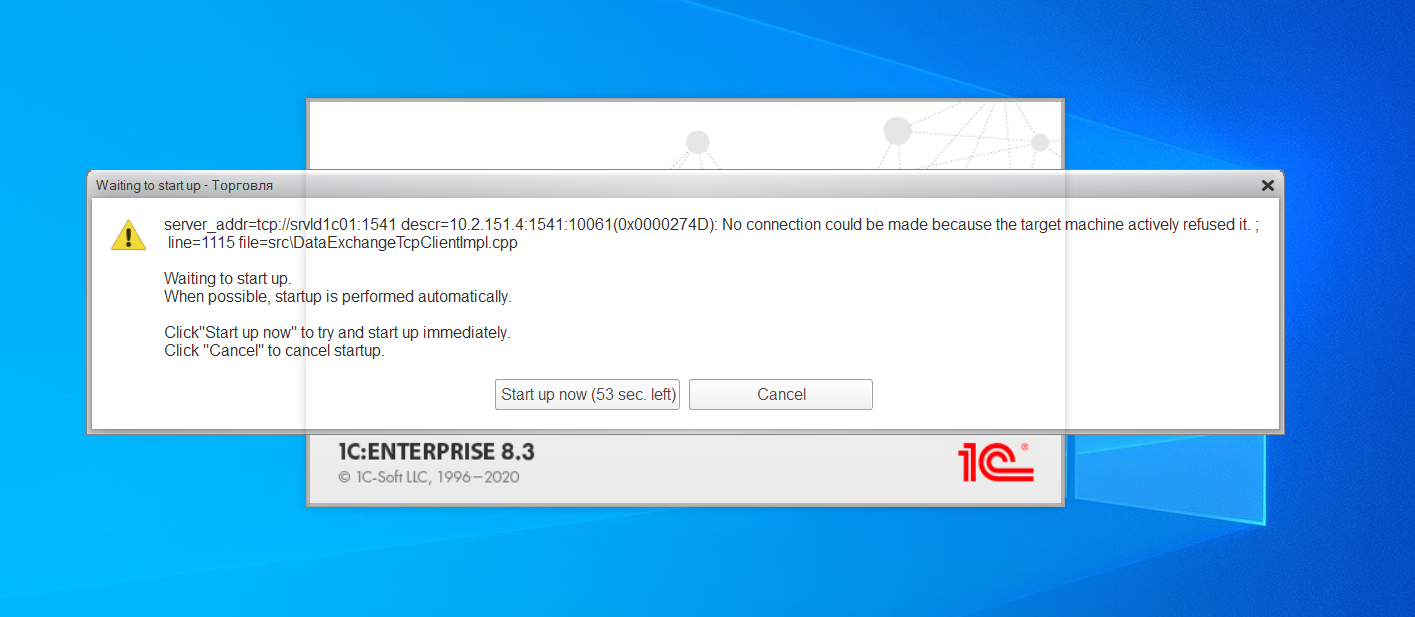 Waiting to start up - Торговля
server_addr=tcp://srvld1c01:1541 descr=10.2.151.4:1541:10061(0x0000274D): No connection could be made because the target machine actively refused it. ;
line=1115 file=src\DataExchangeTcpClientImpl.cpp
Waiting to start up.
When possible, startup is performed automatically.
Click"Start up now" to try and start up immediately.
Click "Cancel" to cancel startup.
Start up now (53 sec. left)
Cancel
1C:ENTERPRISE 8.3
© 1C-Soft LLC, 1996–2020
1C®